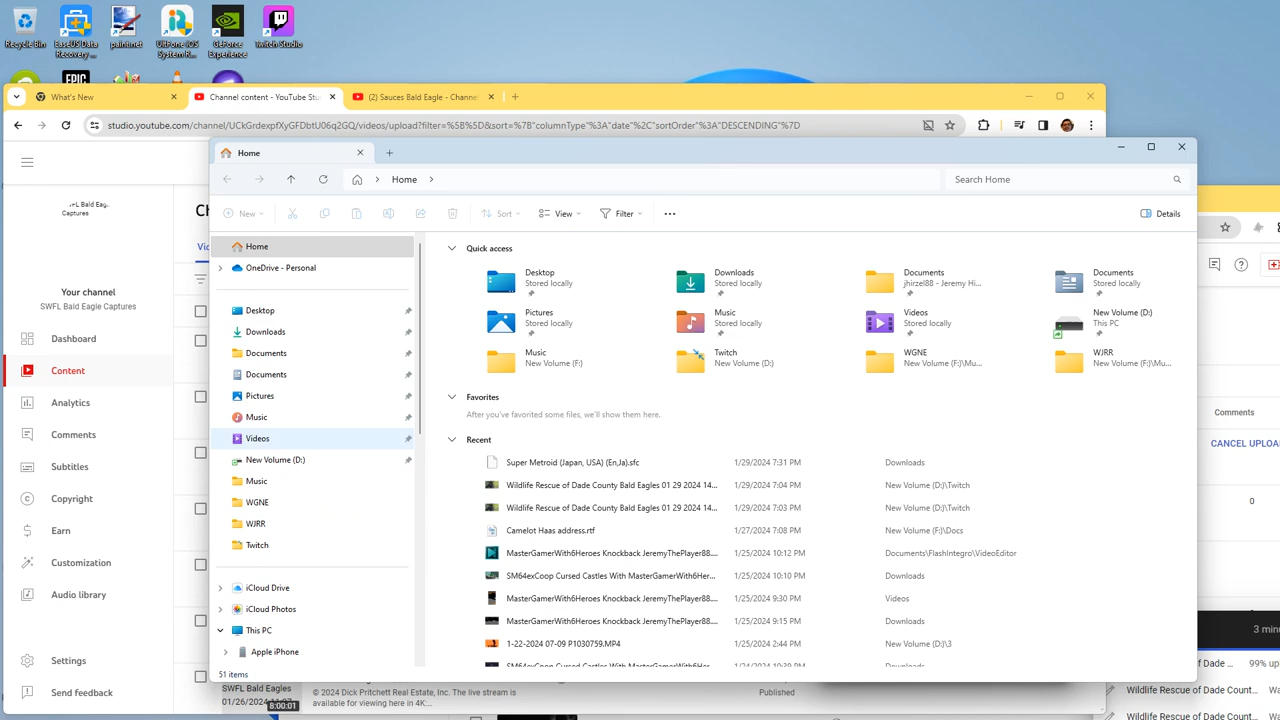 Recycle Bin
EaseUS Data Recovery ...
paint.net
UltFone iOS System R...
GeForce Experience
Twitch Studio
EPIC
What's New
Channel content - YouTube Stu
(2) Sauces Bald Eagle - Channe
studio.youtube.com/channel/UCkGrdexpfXyGFDbtU06q2GQ/videos/upload?filter=%5B%5D&sort=%7B"columnType"%3A"date"%2C"sortOrder"%3A"DESCENDING"%7D
Home
Home
Search Home
New
Sort
View
Filter
Details
Captures
Your channel
SWFL Bald Eagle Captures
Dashboard
Content
Analytics
Comments
Subtitles
Copyright
Earn
Customization
Audio library
Settings
Send feedback
Home
OneDrive - Personal
Desktop
Downloads
Documents
Documents
Pictures
Music
Videos
New Volume (D:)
Music
WGNE
WJRR
Twitch
iCloud Drive
iCloud Photos
This PC
Apple iPhone
51 items
Quick access
Desktop
Stored locally
Downloads
Stored locally
Documents
jhirzel88 - Jeremy Hi...
Documents
Stored locally
Pictures
Stored locally
Music
Stored locally
Videos
Stored locally
New Volume (D:)
This PC
Music
New Volume (F:)
Twitch
New Volume (D:)
WGNE
New Volume (F:)\Mu...
WJRR
New Volume (F:)\Mu...
Favorites
After you've favorited some files, we'll show them here.
Recent
Super Metroid (Japan, USA) (En,Ja).sfc 1/29/2024 7:31 PM Downloads
Wildlife Rescue of Dade County Bald Eagles 01 29 2024 14... 1/29/2024 7:04 PM New Volume (D:)\Twitch
Wildlife Rescue of Dade County Bald Eagles 01 29 2024 14... 1/29/2024 7:03 PM New Volume (D:)\Twitch
Camelot Haas address.rtf 1/27/2024 7:08 PM New Volume (F:)\Docs
MasterGamerWith6Heroes Knockback JeremyThePlayer88.... 1/25/2024 10:12 PM Documents\FlashIntegro\VideoEditor
SM64exCoop Cursed Castles With MasterGamerWith6Her... 1/25/2024 10:10 PM Downloads
MasterGamerWith6Heroes Knockback JeremyThePlayer88.... 1/25/2024 9:30 PM Videos
MasterGamerWith6Heroes Knockback JeremyThePlayer88.... 1/25/2024 9:15 PM Downloads
1-22-2024 07-09 P1030759.MP4 1/25/2024 2:44 PM New Volume (D:)\3
SM64exCoop Cursed Castles With MasterGamerWith6Her... 1/24/2024 10:39 PM Downloads
SWFL Bald Eagles
01/26/2024
8:00:01
© 2024 Dick Pritchett Real Estate, Inc. The live stream is
available for viewing here in 4K...
Published
Comments
CANCEL UPLOA
0
3 minu
of Dade ... 99% up
Wildlife Rescue of Dade Count... Wa
Wildlife Rescue of Dade Count...